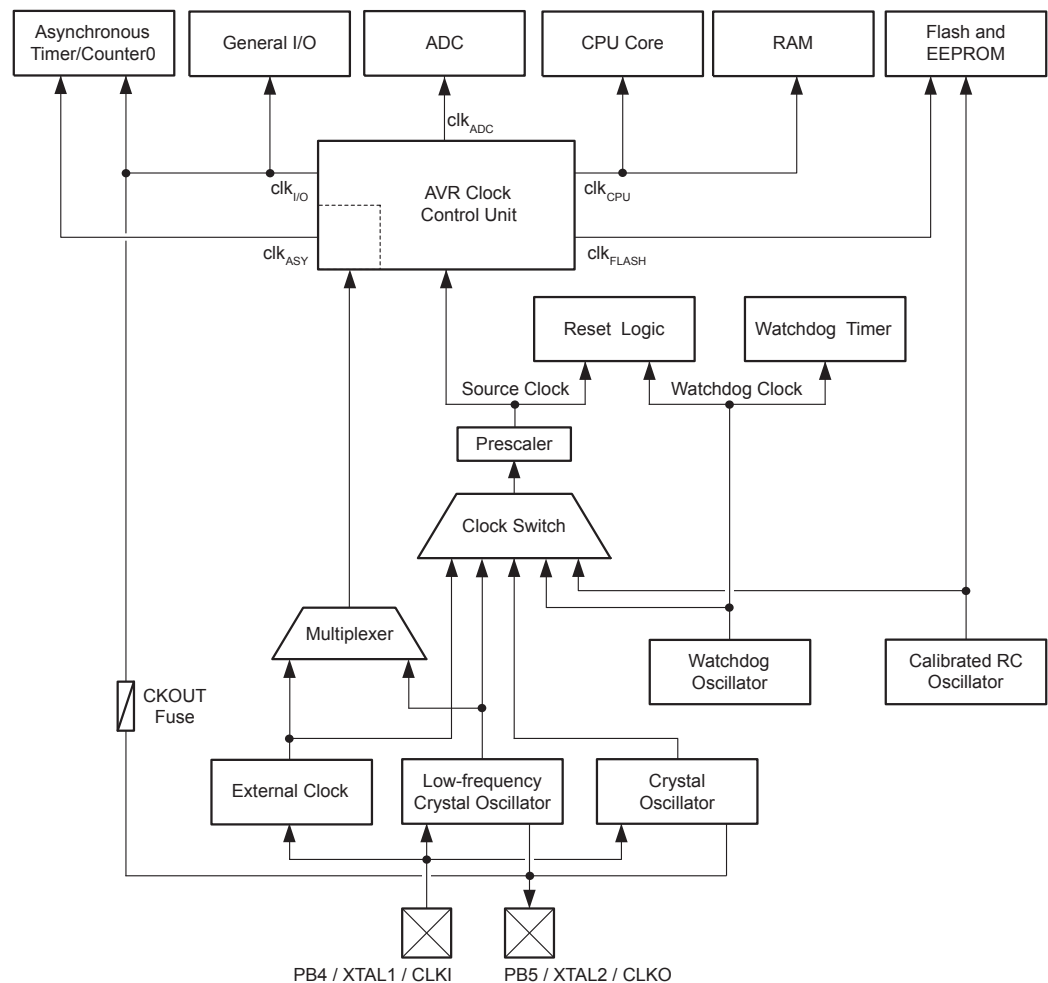 Asynchronous
Timer/Counter0
General I/O
ADC
CPU Core
RAM
Flash and
EEPROM
clkADC
clkI/O
AVR Clock
Control Unit
clkCPU
clkASY
clkFLASH
Reset Logic
Watchdog Timer
Source Clock
Watchdog Clock
Prescaler
Clock Switch
Multiplexer
Watchdog
Oscillator
Calibrated RC
Oscillator
CKOUT
Fuse
External Clock
Low-frequency
Crystal Oscillator
Crystal
Oscillator
PB4 / XTAL1 / CLKI
PB5 / XTAL2 / CLKO